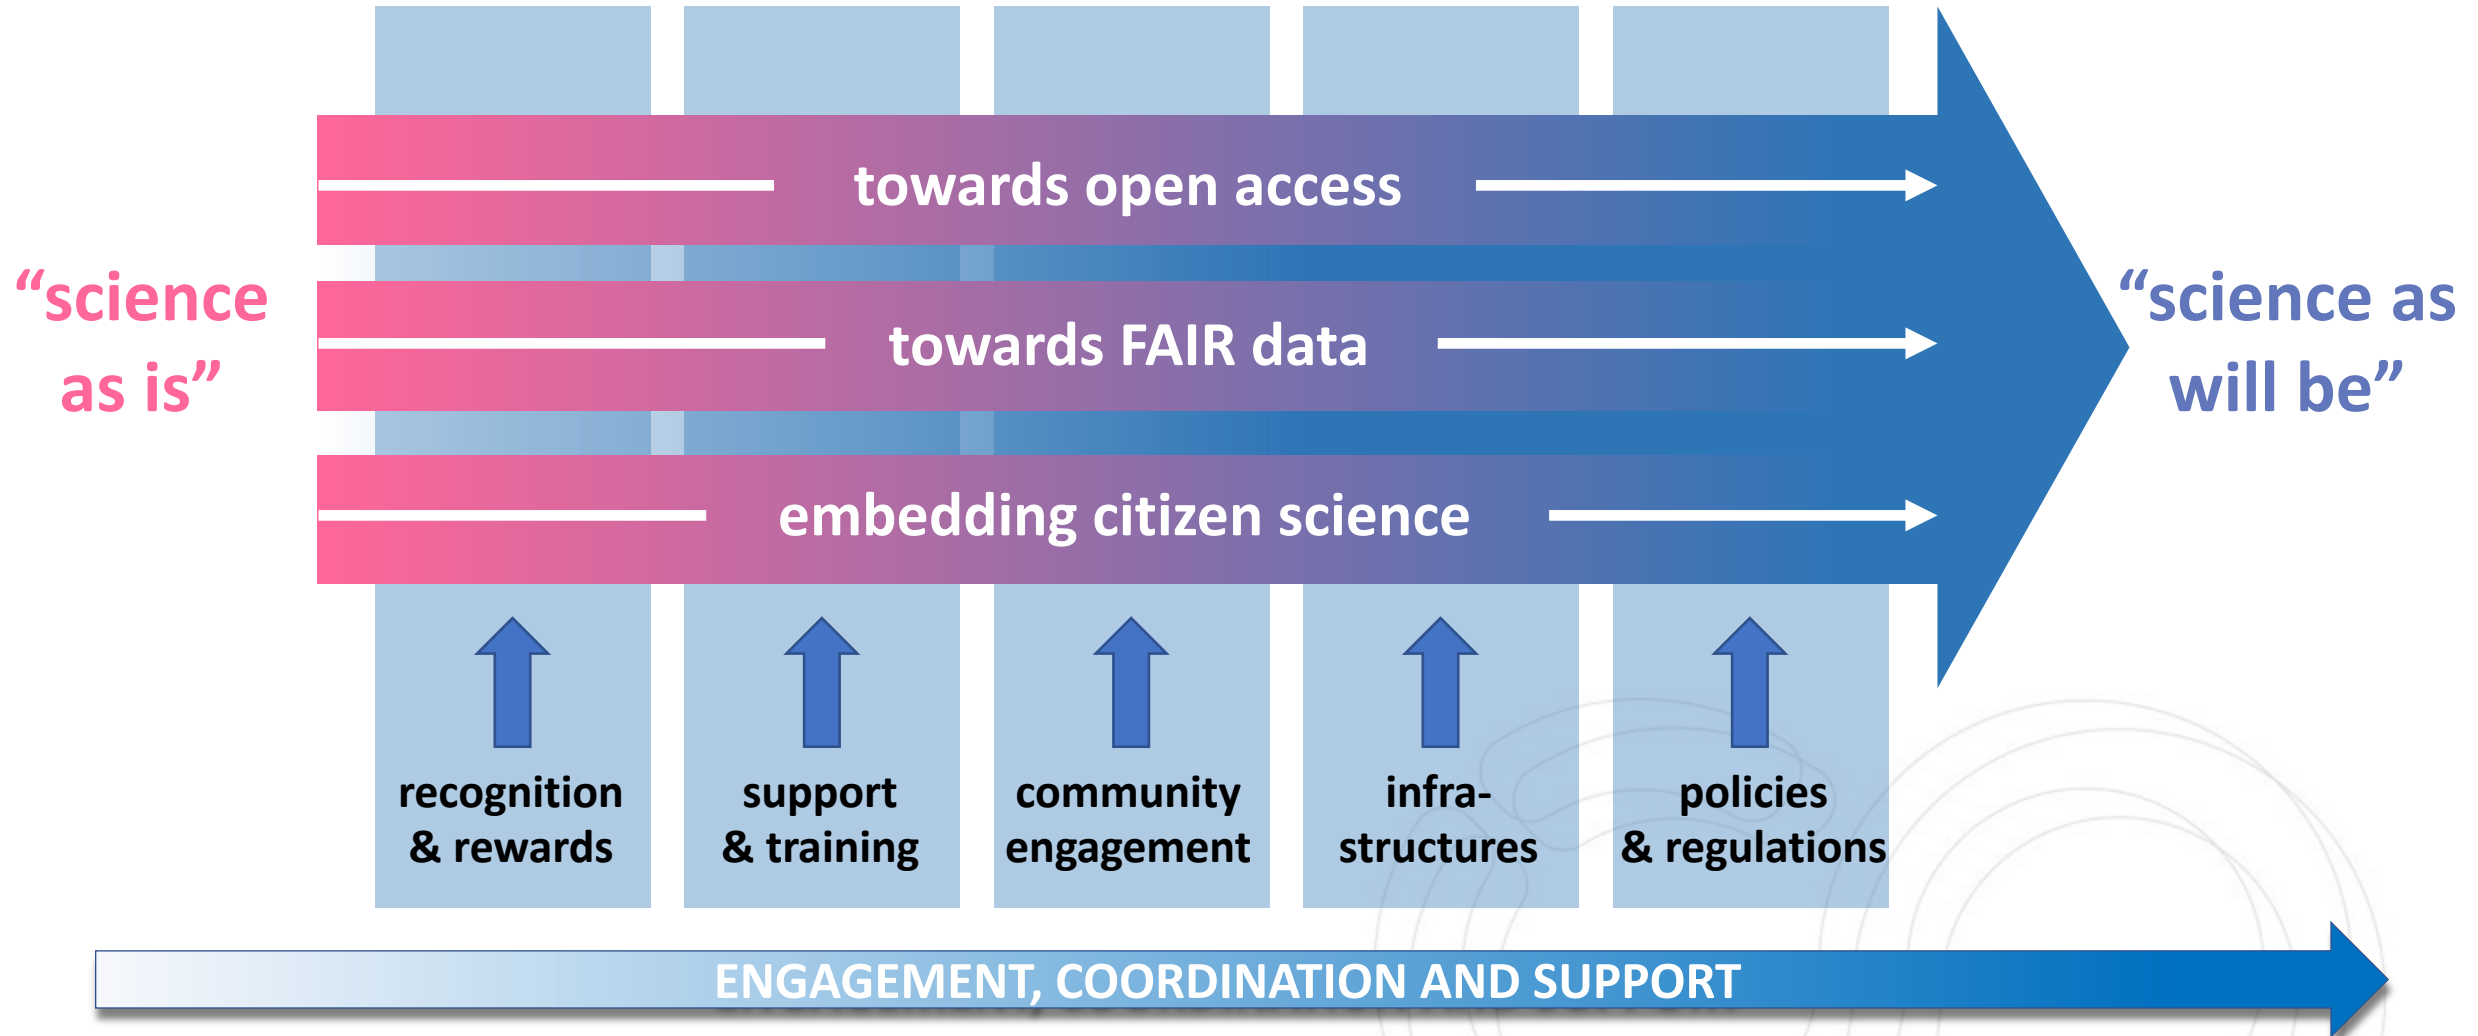 “science
as is”
towards open access
towards FAIR data
embedding citizen science
“science as
will be”
recognition
& rewards
support
& training
community
engagement
infra-
structures
policies
& regulations
ENGAGEMENT, COORDINATION AND SUPPORT